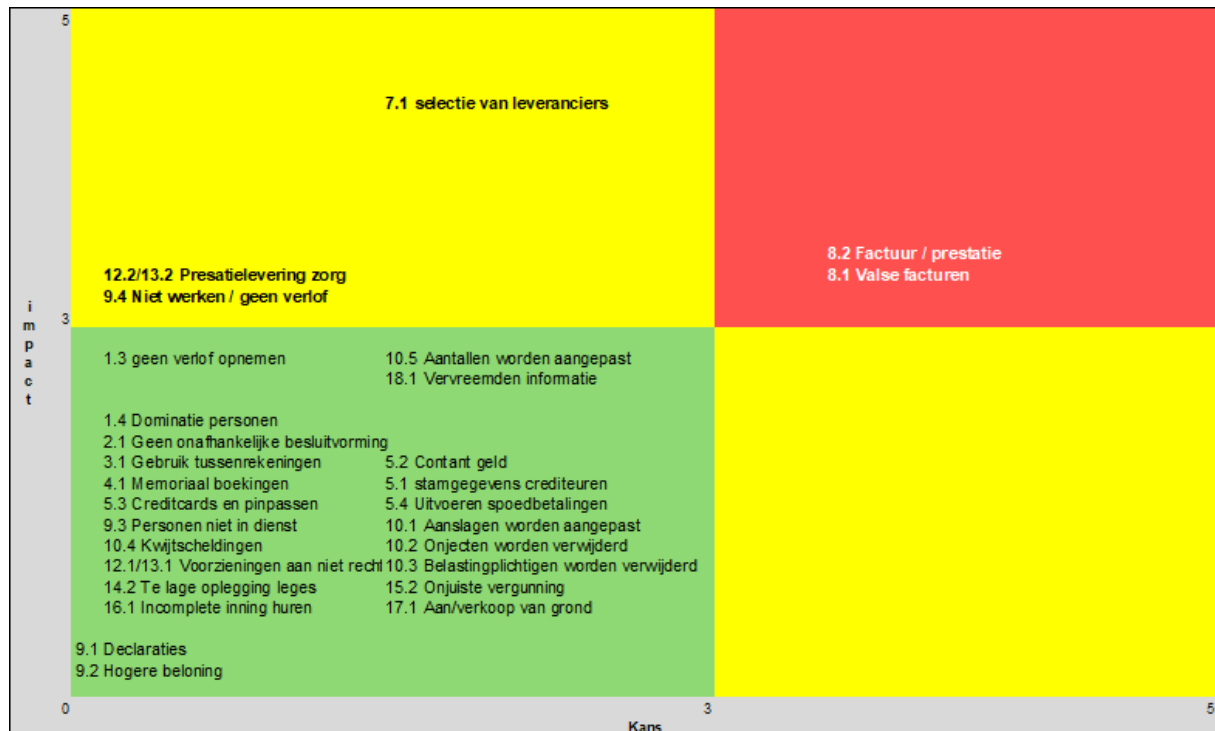 5
7.1 selectie van leveranciers
8.2 Factuur / prestatie
12.2/13.2 Presatielevering zorg
8.1 Valse facturen
9.4 Niet werken / geen verlof
impact
3
1.3 geen verlof opnemen
10.5 Aantallen worden aangepast
18.1 Vervreemden informatie
1.4 Dominatie personen
2.1 Geen onafhankelijke besluitvorming
3.1 Gebruik tussenrekeningen
5.2 Contant geld
4.1 Memoriaal boekingen
5.1 stamgegevens crediteuren
5.3 Creditcards en pinpassen
5.4 Uitvoeren spoedbetalingen
9.3 Personen niet in dienst
10.1 Aanslagen worden aangepast
10.4 Kwijtscheldingen
10.2 Onjecten worden verwijderd
12.1/13.1 Voorzieningen aan niet recht
10.3 Belastingplichtigen worden verwijderd
14.2 Te lage oplegging leges
15.2 Onjuiste vergunning
16.1 Incomplete inning huren
17.1 Aan/verkoop van grond
9.1 Declaraties
9.2 Hogere beloning
0
3
5
Kans